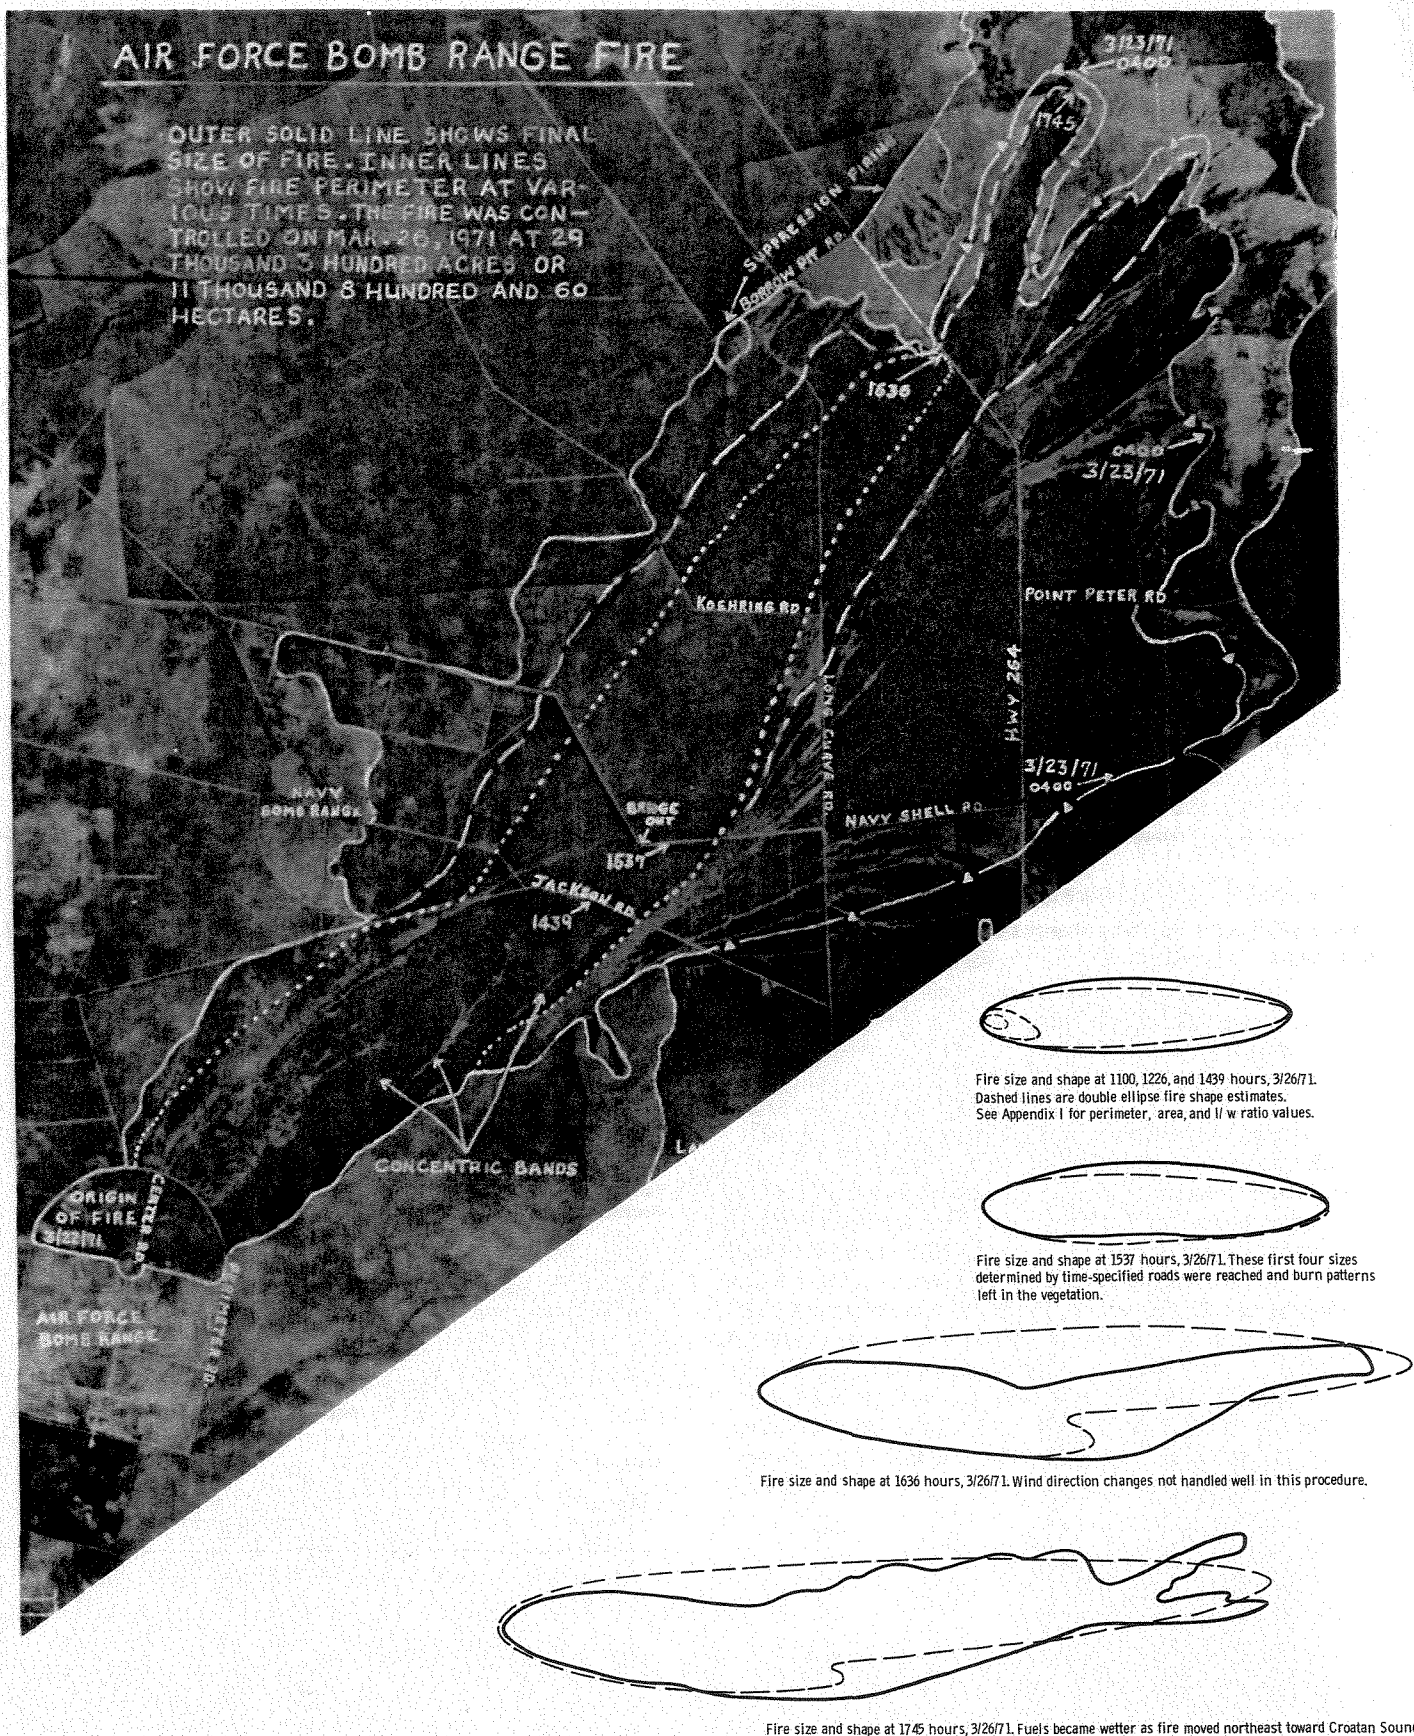 AIR FORCE BOMB RANGE FIRE
OUTER SOLID LINE SHOWS FINAL
SIZE OF FIRE. INNER LINES
SHOW FIRE PERIMETER AT VAR-
IOUS TIMES. THE FIRE WAS CON-
TROLLED ON MAR. 26, 1971 AT 29
THOUSAND 3 HUNDRED ACRES OR
11 THOUSAND 8 HUNDRED AND 60
HECTARES.
3/23/71
0400
1745
SUPPRESSION FIRING
BORROW PIT RD.
1636
0400
3/23/71
KOEHRING RD.
POINT PETER RD
LONG CURVE RD.
HWY 264
3/23/71
0400
NAVY
BOMB RANGE
BRIDGE
OUT
NAVY SHELL RD.
1537
JACKSON RD.
1439
CONCENTRIC BANDS
ORIGIN
OF FIRE
3/22/71
CENTER RD
PERIMETER RD.
AIR FORCE
BOMB RANGE
Fire size and shape at 1100, 1226, and 1439 hours, 3/26/71.
Dashed lines are double ellipse fire shape estimates.
See Appendix I for perimeter, area, and l/w ratio values.
Fire size and shape at 1537 hours, 3/26/71. These first four sizes
determined by time-specified roads were reached and burn patterns
left in the vegetation.
Fire size and shape at 1636 hours, 3/26/71. Wind direction changes not handled well in this procedure.
Fire size and shape at 1745 hours, 3/26/71. Fuels became wetter as fire moved northeast toward Croatan Soun